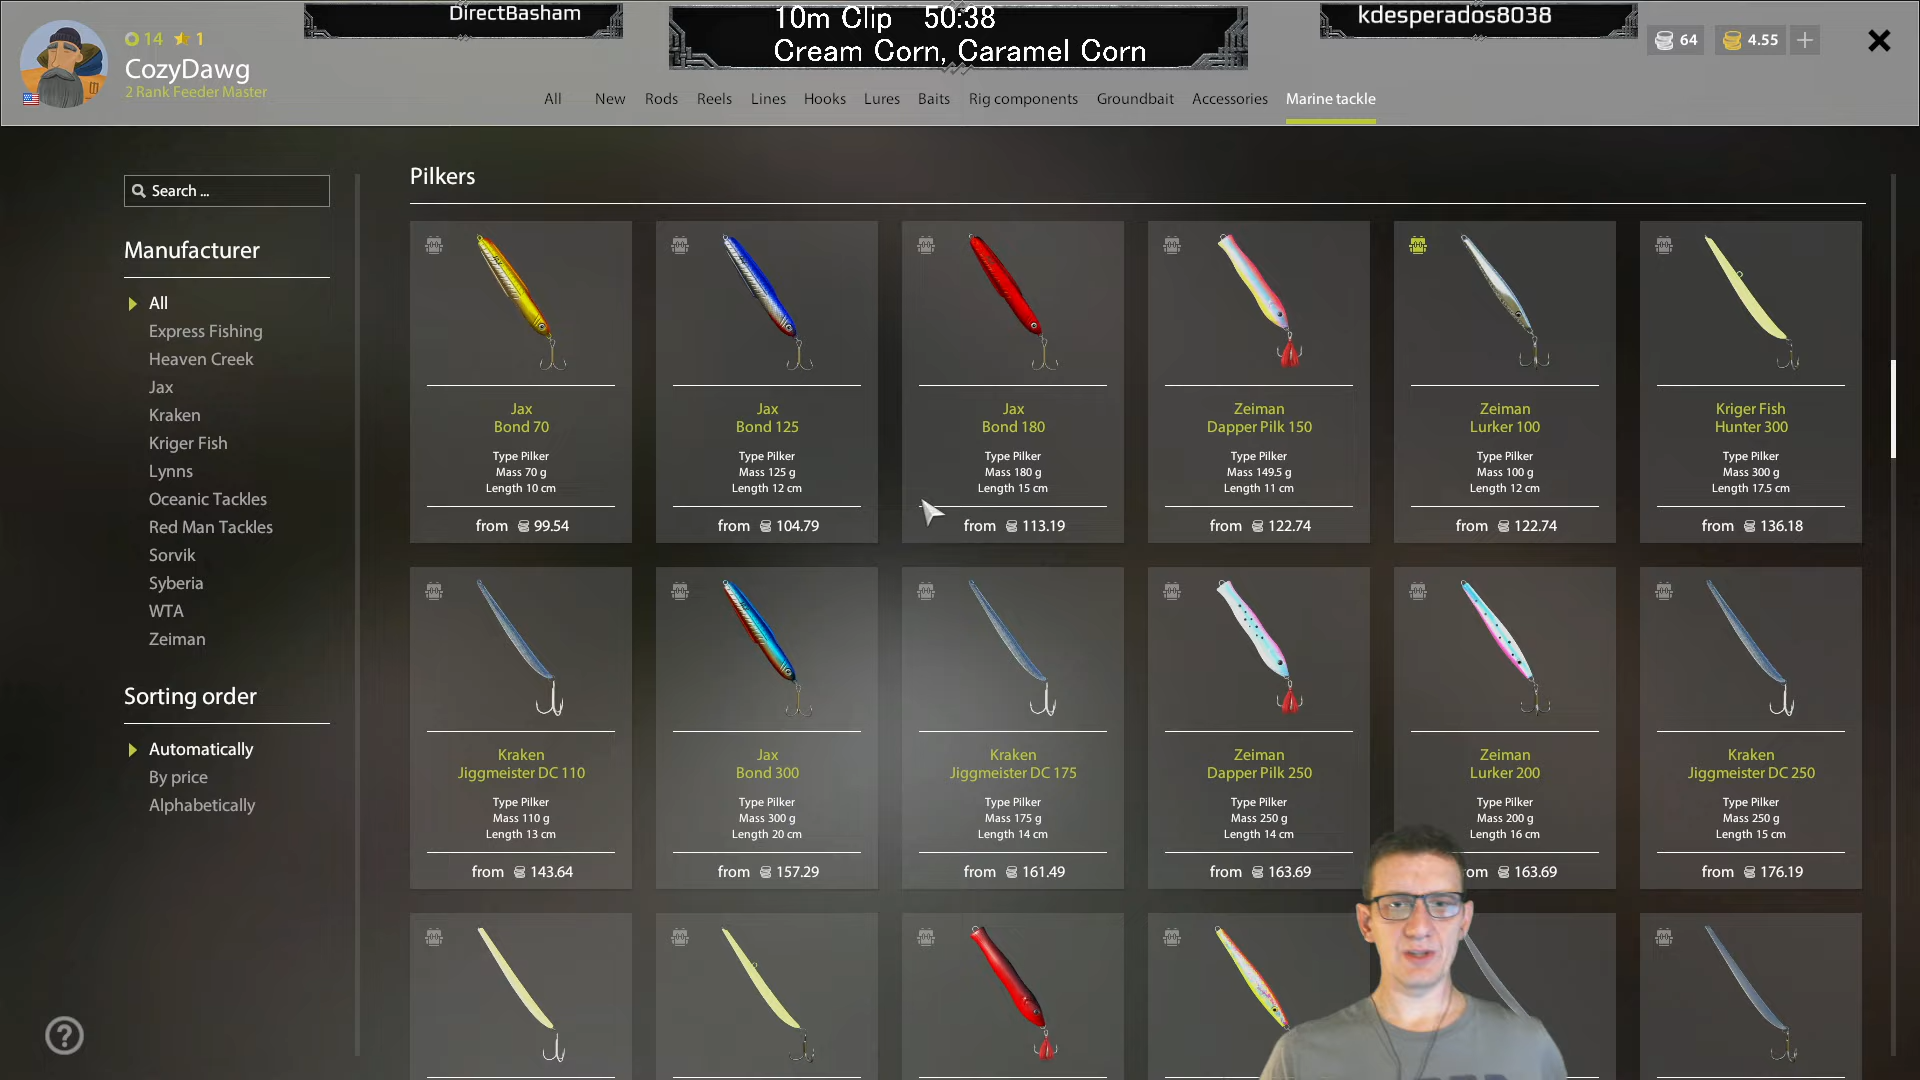 DirectBasham
10m Clip 50:38
Cream Corn, Caramel Corn
kdesperados8038
14 1
CozyDawg
2 Rank Feeder Master
64
4.55
All New Rods Reels Lines Hooks Lures Baits Rig components Groundbait Accessories Marine tackle
Search ...
Manufacturer
All
Express Fishing
Heaven Creek
Jax
Kraken
Kriger Fish
Lynns
Oceanic Tackles
Red Man Tackles
Sorvik
Syberia
WTA
Zeiman
Sorting order
Automatically
By price
Alphabetically
Pilkers
Jax
Bond 70
Type Pilker
Mass 70 g
Length 10 cm
from 99.54
Jax
Bond 125
Type Pilker
Mass 125 g
Length 12 cm
from 104.79
Jax
Bond 180
Type Pilker
Mass 180 g
Length 15 cm
from 113.19
Zeiman
Dapper Pilk 150
Type Pilker
Mass 149.5 g
Length 11 cm
from 122.74
Zeiman
Lurker 100
Type Pilker
Mass 100 g
Length 12 cm
from 122.74
Kriger Fish
Hunter 300
Type Pilker
Mass 300 g
Length 17.5 cm
from 136.18
Kraken
Jiggmeister DC 110
Type Pilker
Mass 110 g
Length 13 cm
from 143.64
Jax
Bond 300
Type Pilker
Mass 300 g
Length 20 cm
from 157.29
Kraken
Jiggmeister DC 175
Type Pilker
Mass 175 g
Length 14 cm
from 161.49
Zeiman
Dapper Pilk 250
Type Pilker
Mass 250 g
Length 14 cm
from 163.69
Zeiman
Lurker 200
Type Pilker
Mass 200 g
Length 16 cm
om 163.69
Kraken
Jiggmeister DC 250
Type Pilker
Mass 250 g
Length 15 cm
from 176.19